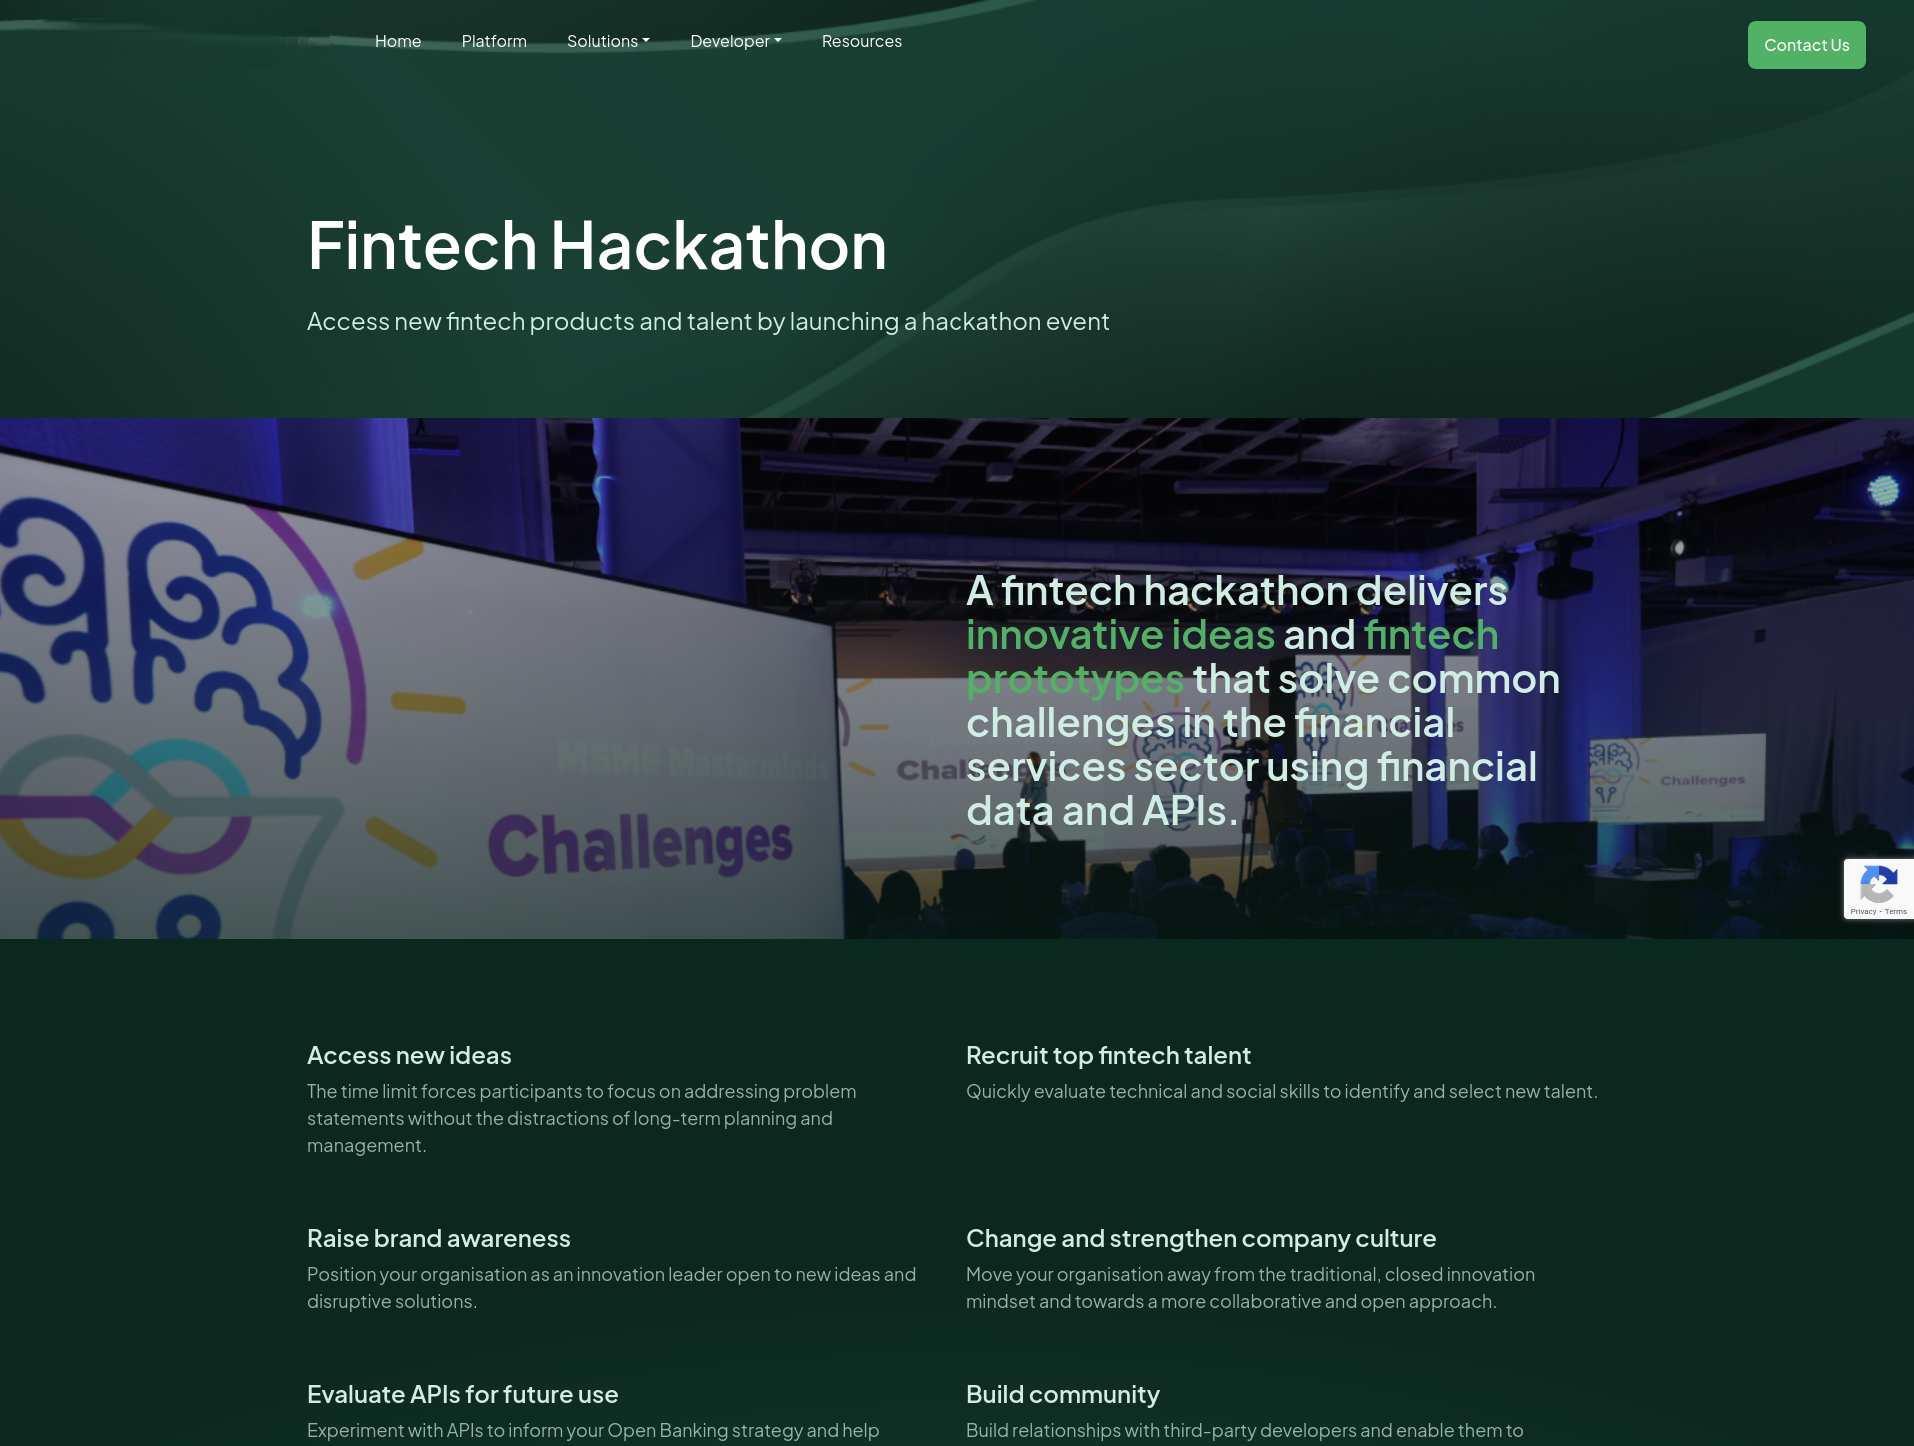 Home
Platform
Solutions
Developer
Resources
Contact Us
Fintech Hackathon
Access new fintech products and talent by launching a hackathon event
A fintech hackathon delivers
innovative ideas and fintech
prototypes that solve common
challenges in the financial
services sector using financial
data and APIs.
MSME Masterminds
Challenges
Challenges
Privacy - Terms
Access new ideas
The time limit forces participants to focus on addressing problem
statements without the distractions of long-term planning and
management.
Recruit top fintech talent
Quickly evaluate technical and social skills to identify and select new talent.
Raise brand awareness
Position your organisation as an innovation leader open to new ideas and
disruptive solutions.
Change and strengthen company culture
Move your organisation away from the traditional, closed innovation
mindset and towards a more collaborative and open approach.
Evaluate APIs for future use
Experiment with APIs to inform your Open Banking strategy and help
Build community
Build relationships with third-party developers and enable them to